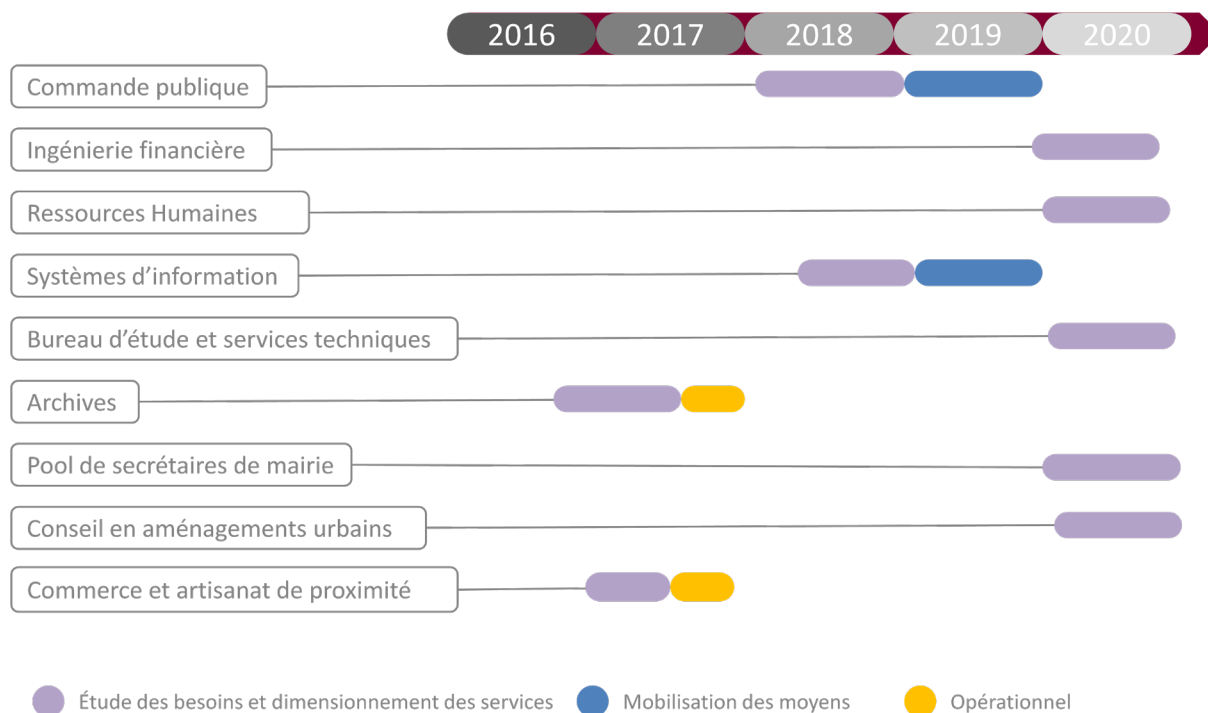 2016 2017 2018 2019 2020
Commande publique
Ingénierie financière
Ressources Humaines
Systèmes d’information
Bureau d’étude et services techniques
Archives
Pool de secrétaires de mairie
Conseil en aménagements urbains
Commerce et artisanat de proximité
Étude des besoins et dimensionnement des services Mobilisation des moyens Opérationnel